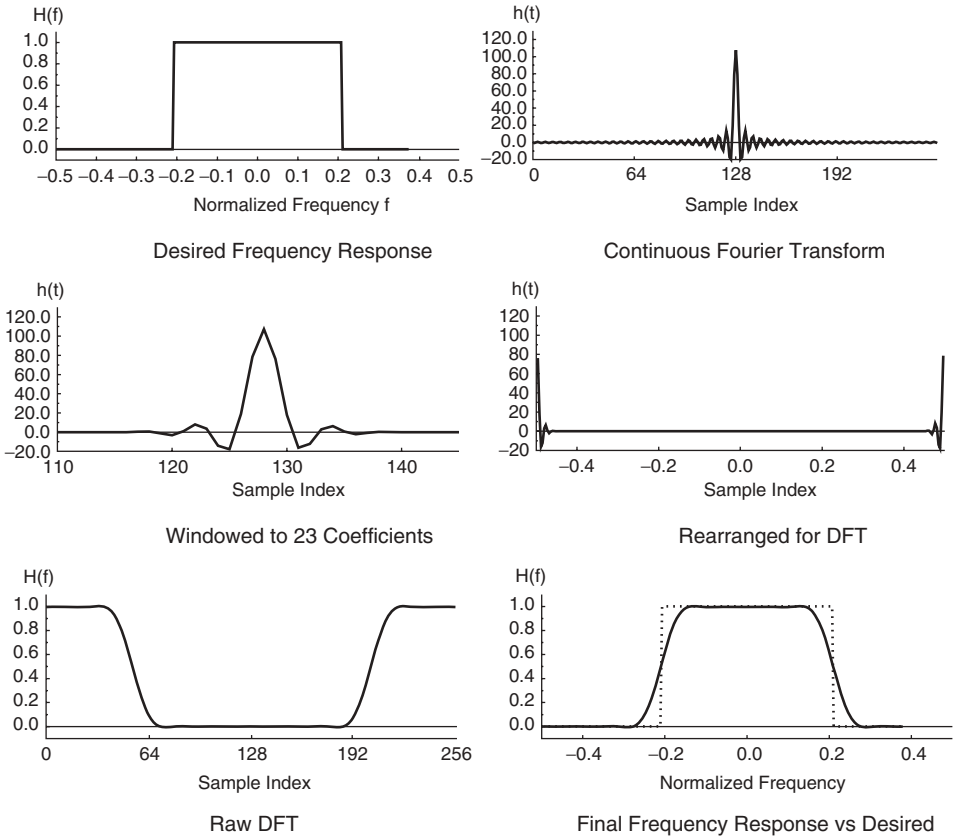 H(f)
1.0
0.8
0.6
0.4
0.2
0.0
−0.5 −0.4 −0.3 −0.2 −0.1 0.0 0.1 0.2 0.3 0.4 0.5
Normalized Frequency f
Desired Frequency Response
h(t)
120.0
100.0
80.0
60.0
40.0
20.0
0.0
−20.0
0 64 128 192
Sample Index
Continuous Fourier Transform
h(t)
120.0
100.0
80.0
60.0
40.0
20.0
0.0
−20.0
110 120 130 140
Sample Index
Windowed to 23 Coefficients
h(t)
120
100
80
60
40
20
0
−20
−0.4 −0.2 0.0 0.2 0.4
Sample Index
Rearranged for DFT
H(f)
1.0
0.8
0.6
0.4
0.2
0.0
0 64 128 192 256
Sample Index
Raw DFT
H(f)
1.0
0.8
0.6
0.4
0.2
0.0
−0.4 −0.2 0.0 0.2 0.4
Normalized Frequency
Final Frequency Response vs Desired